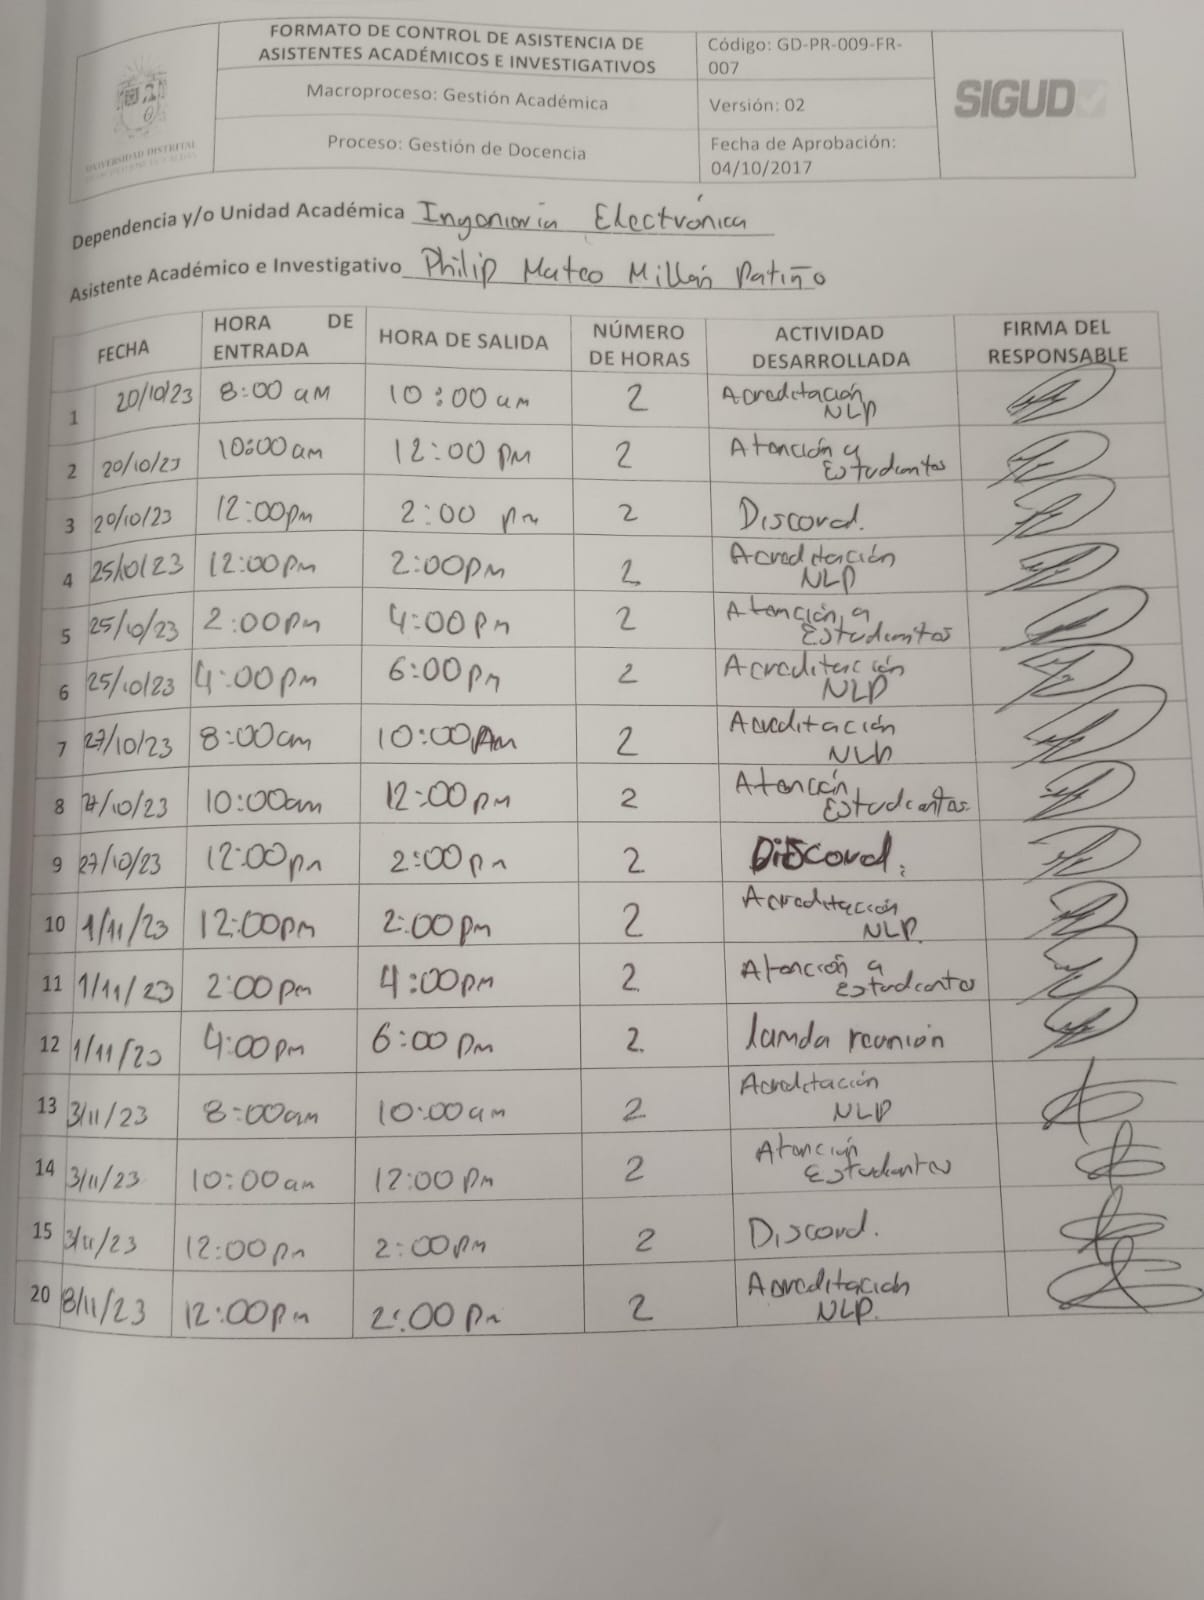 FORMATO DE CONTROL DE ASISTENCIA DE
ASISTENTES ACADÉMICOS E INVESTIGATIVOS
Macroproceso: Gestión Académica
Proceso: Gestión de Docencia
Código: GD-PR-009-FR-
007
Versión: 02
Fecha de Aprobación:
04/10/2017
SIGUD
UNIVERSIDAD DISTRITAL
Dependencia y/o Unidad Académica Ingeniería Electrónica
Asistente Académico e Investigativo Philip Mateo Millán Patiño
FECHA HORA DE ENTRADA HORA DE SALIDA NÚMERO DE HORAS ACTIVIDAD DESARROLLADA FIRMA DEL RESPONSABLE
1 20/10/23 8:00 am 10:00 am 2 Acreditación NLP
2 20/10/23 10:00am 12:00 pm 2 Atención a Estudiantes
3 20/10/23 12:00pm 2:00 pm 2 Discord.
4 25/10/23 12:00pm 2:00pm 2 Acreditación NLP
5 25/10/23 2:00pm 4:00pm 2 Atención a Estudiantes
6 25/10/23 4:00pm 6:00pm 2 Acreditación NLP
7 27/10/23 8:00am 10:00Am 2 Acreditación NLP
8 27/10/23 10:00am 12:00pm 2 Atención a Estudiantes.
9 27/10/23 12:00pm 2:00pm 2 Discord.
10 1/11/23 12:00pm 2:00pm 2 Acreditación NLP.
11 1/11/23 2:00pm 4:00pm 2 Atención a Estudiantes
12 1/11/23 4:00pm 6:00 pm 2 lamda reunión
13 3/11/23 8:00am 10:00am 2 Acreditación NLP
14 3/11/23 10:00am 12:00pm 2 Atención Estudiantes
15 3/11/23 12:00pm 2:00pm 2 Discord.
20 8/11/23 12:00pm 2:00 pm 2 Acreditación NLP.